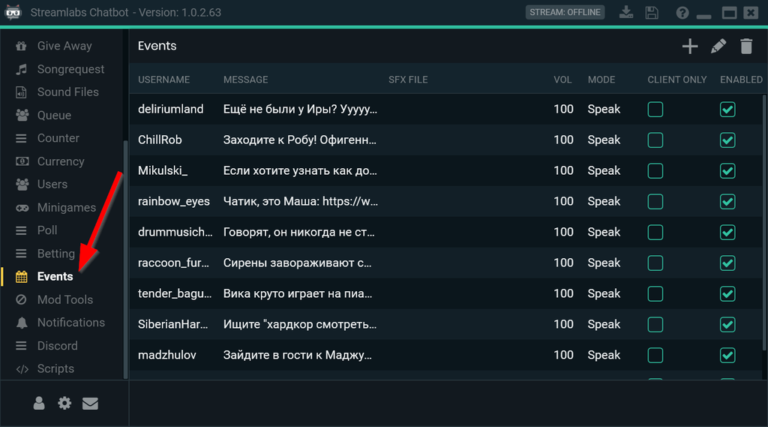 Streamlabs Chatbot - Version: 1.0.2.63
STREAM: OFFLINE
Give Away
Songrequest
Sound Files
Queue
Counter
Currency
Users
Minigames
Poll
Betting
Events
Mod Tools
Notifications
Discord
Scripts
Events
USERNAME MESSAGE SFX FILE VOL MODE CLIENT ONLY ENABLED
deliriumland Ещё не были у Иры? Ууууу... 100 Speak
ChillRob Заходите к Робу! Офигенн... 100 Speak
Mikulski_ Если хотите узнать как до... 100 Speak
rainbow_eyes Чатик, это Маша: https://w... 100 Speak
drummusich... Говорят, он никогда не ст... 100 Speak
raccoon_fur... Сирены завораживают с... 100 Speak
tender_bagu... Вика круто играет на пиа... 100 Speak
SiberianHar... Ищите "хардкор смотреть... 100 Speak
madzhulov Зайдите в гости к Маджу... 100 Speak